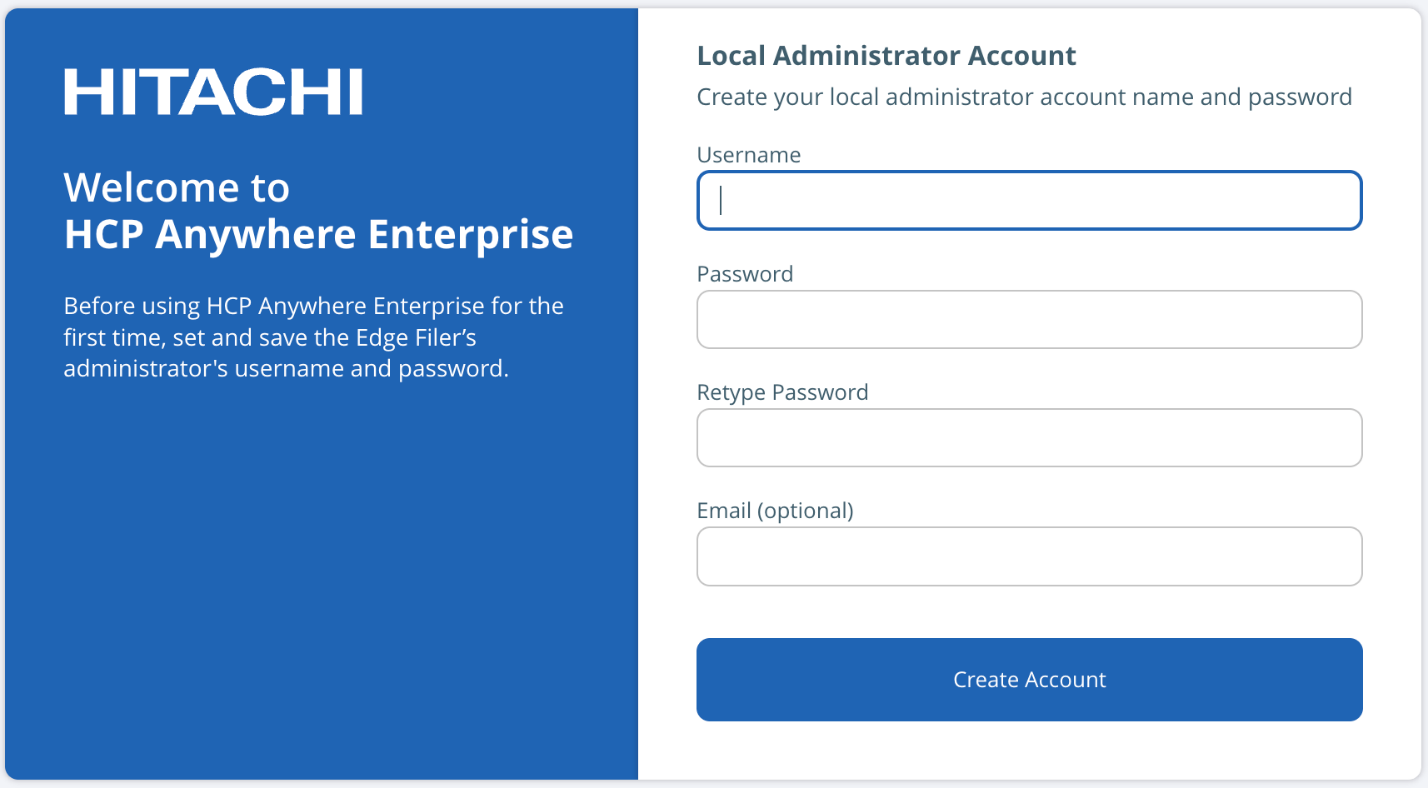 HITACHI
Welcome to
HCP Anywhere Enterprise
Before using HCP Anywhere Enterprise for the
first time, set and save the Edge Filer’s
administrator's username and password.
Local Administrator Account
Create your local administrator account name and password
Username
Password
Retype Password
Email (optional)
Create Account